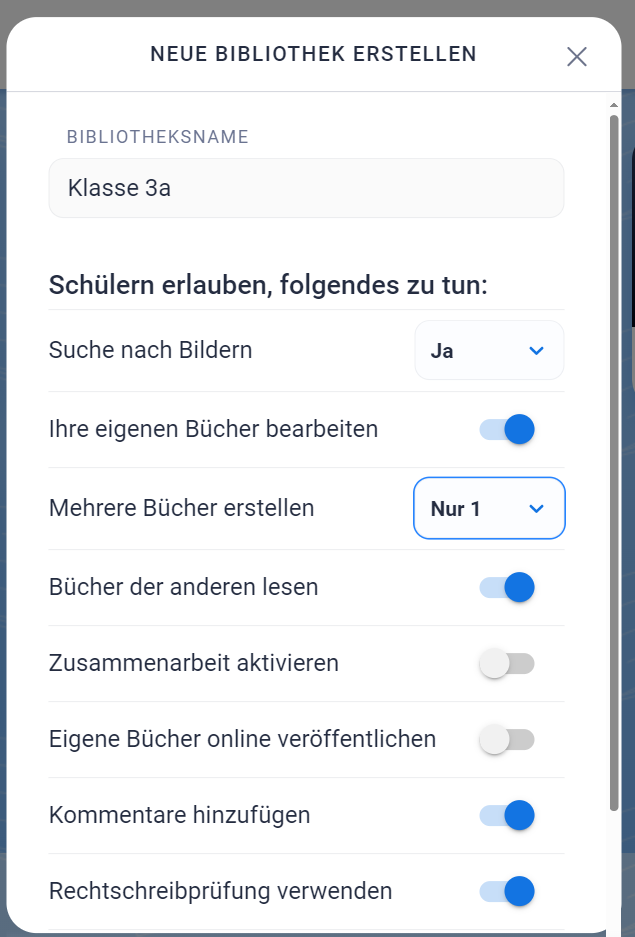 NEUE BIBLIOTHEK ERSTELLEN
BIBLIOTHEKSNAME
Klasse 3a
Schülern erlauben, folgendes zu tun:
Suche nach Bildern Ja
Ihre eigenen Bücher bearbeiten
Mehrere Bücher erstellen Nur 1
Bücher der anderen lesen
Zusammenarbeit aktivieren
Eigene Bücher online veröffentlichen
Kommentare hinzufügen
Rechtschreibprüfung verwenden